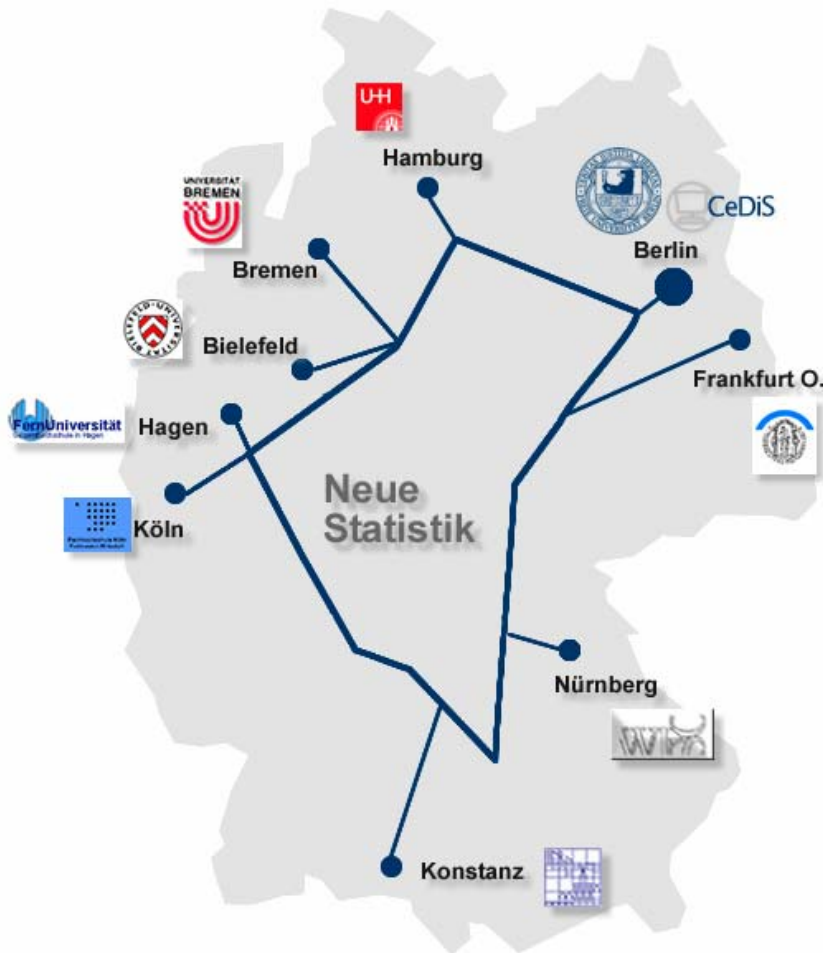 U-H
Hamburg
UNIVERSITÄT
BREMEN
CeDiS
Berlin
Bremen
Bielefeld
Frankfurt O.
FernUniversität
Hagen
Neue
Statistik
Köln
Nürnberg
Konstanz